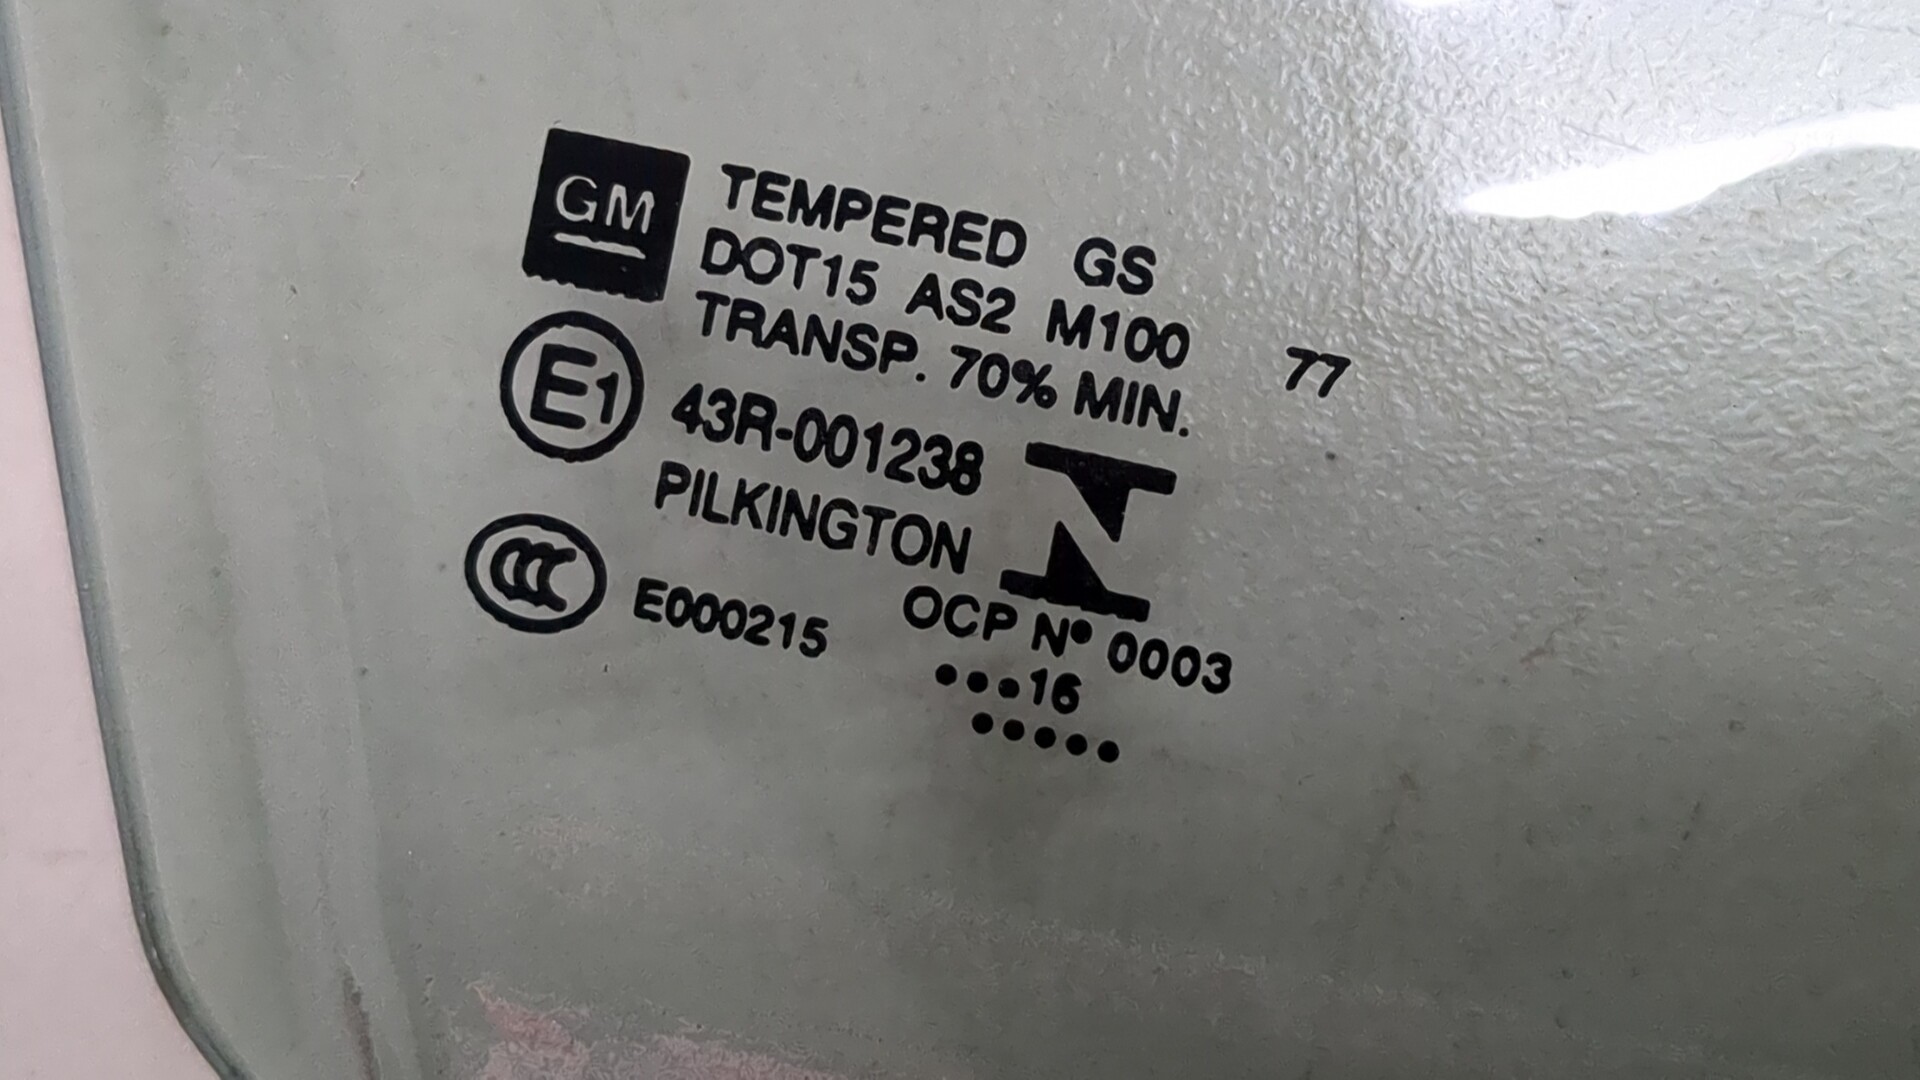 GM
TEMPERED GS
DOT15 AS2 M100 77
TRANSP. 70% MIN.
E1 43R-001238
PILKINGTON
CCC E000215
OCP Nº 0003
•••16
•••••